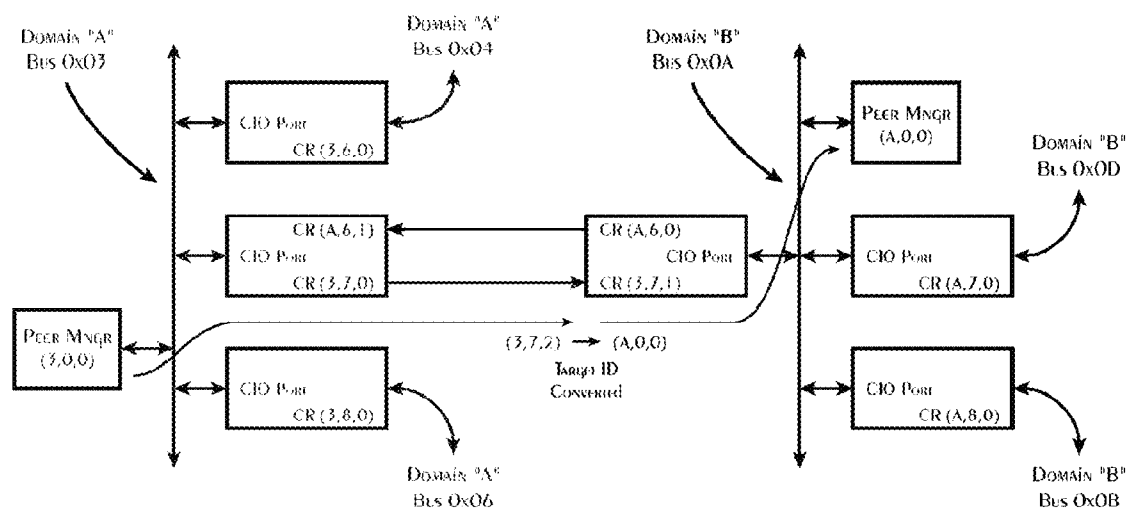 Domain "A"
Bus 0x03
Domain "A"
Bus 0x04
CIO Port
CR (3,6,0)
CR (A,6,1)
CIO Port
CR (3,7,0)
Peer Mngr
(3,0,0)
CIO Port
CR (3,8,0)
Domain "A"
Bus 0x06
(3,7,2) → (A,0,0)
Target ID
Converted
CR (A,6,0)
CIO Port
CR (3,7,1)
Domain "B"
Bus 0x0A
Peer Mngr
(A,0,0)
Domain "B"
Bus 0x0D
CIO Port
CR (A,7,0)
CIO Port
CR (A,8,0)
Domain "B"
Bus 0x0B